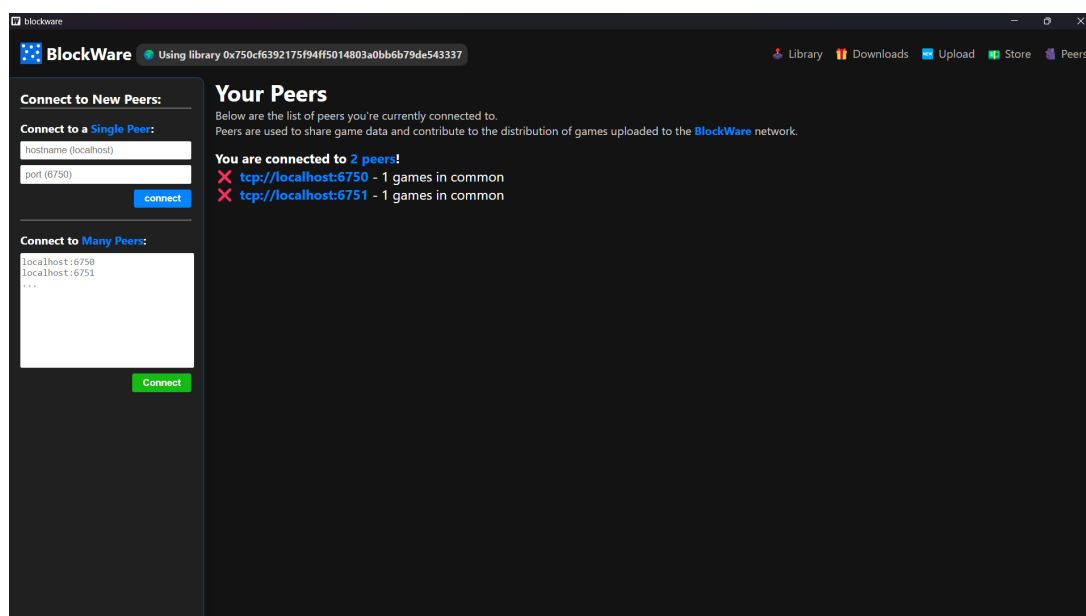 blockware
BlockWare
Using library 0x750cf6392175f94ff5014803a0bb6b79de543337
Library
Downloads
Upload
Store
Peers
Connect to New Peers:
Connect to a Single Peer:
hostname (localhost)
port (6750)
connect
Connect to Many Peers:
localhost:6750
localhost:6751
...
Connect
Your Peers
Below are the list of peers you're currently connected to.
Peers are used to share game data and contribute to the distribution of games uploaded to the BlockWare network.
You are connected to 2 peers!
tcp://localhost:6750 - 1 games in common
tcp://localhost:6751 - 1 games in common